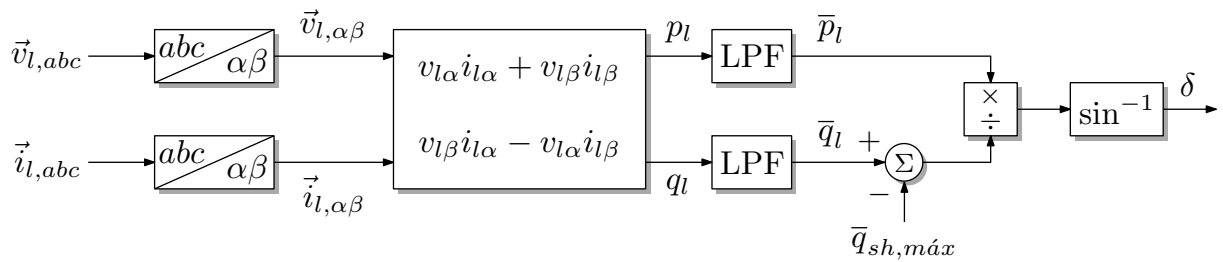 v⃗_{l,abc}
abc
αβ
v⃗_{l,αβ}
v_{lα}i_{lα} + v_{lβ}i_{lβ}
p_l
LPF
p̅_l
×
÷
sin⁻¹
δ
i⃗_{l,abc}
abc
αβ
i⃗_{l,αβ}
v_{lβ}i_{lα} − v_{lα}i_{lβ}
q_l
LPF
q̅_l
+
Σ
−
q̅_{sh,máx}